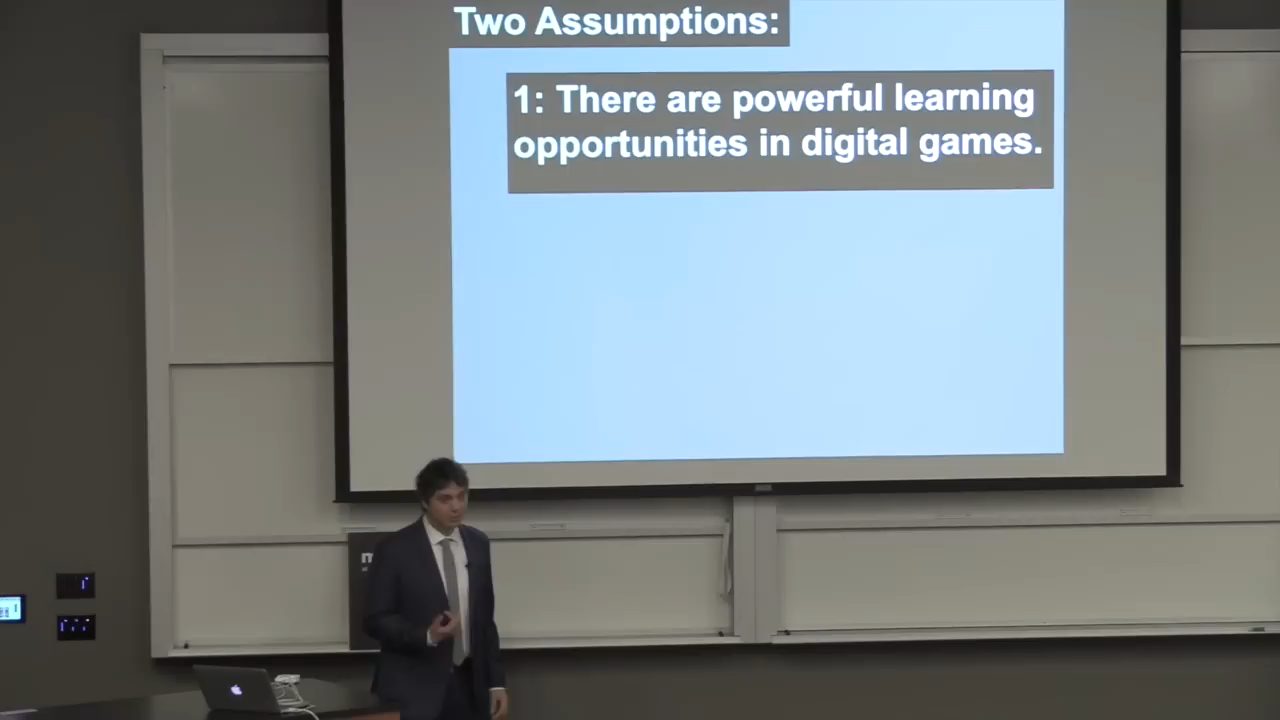 Two Assumptions:
1: There are powerful learning
opportunities in digital games.